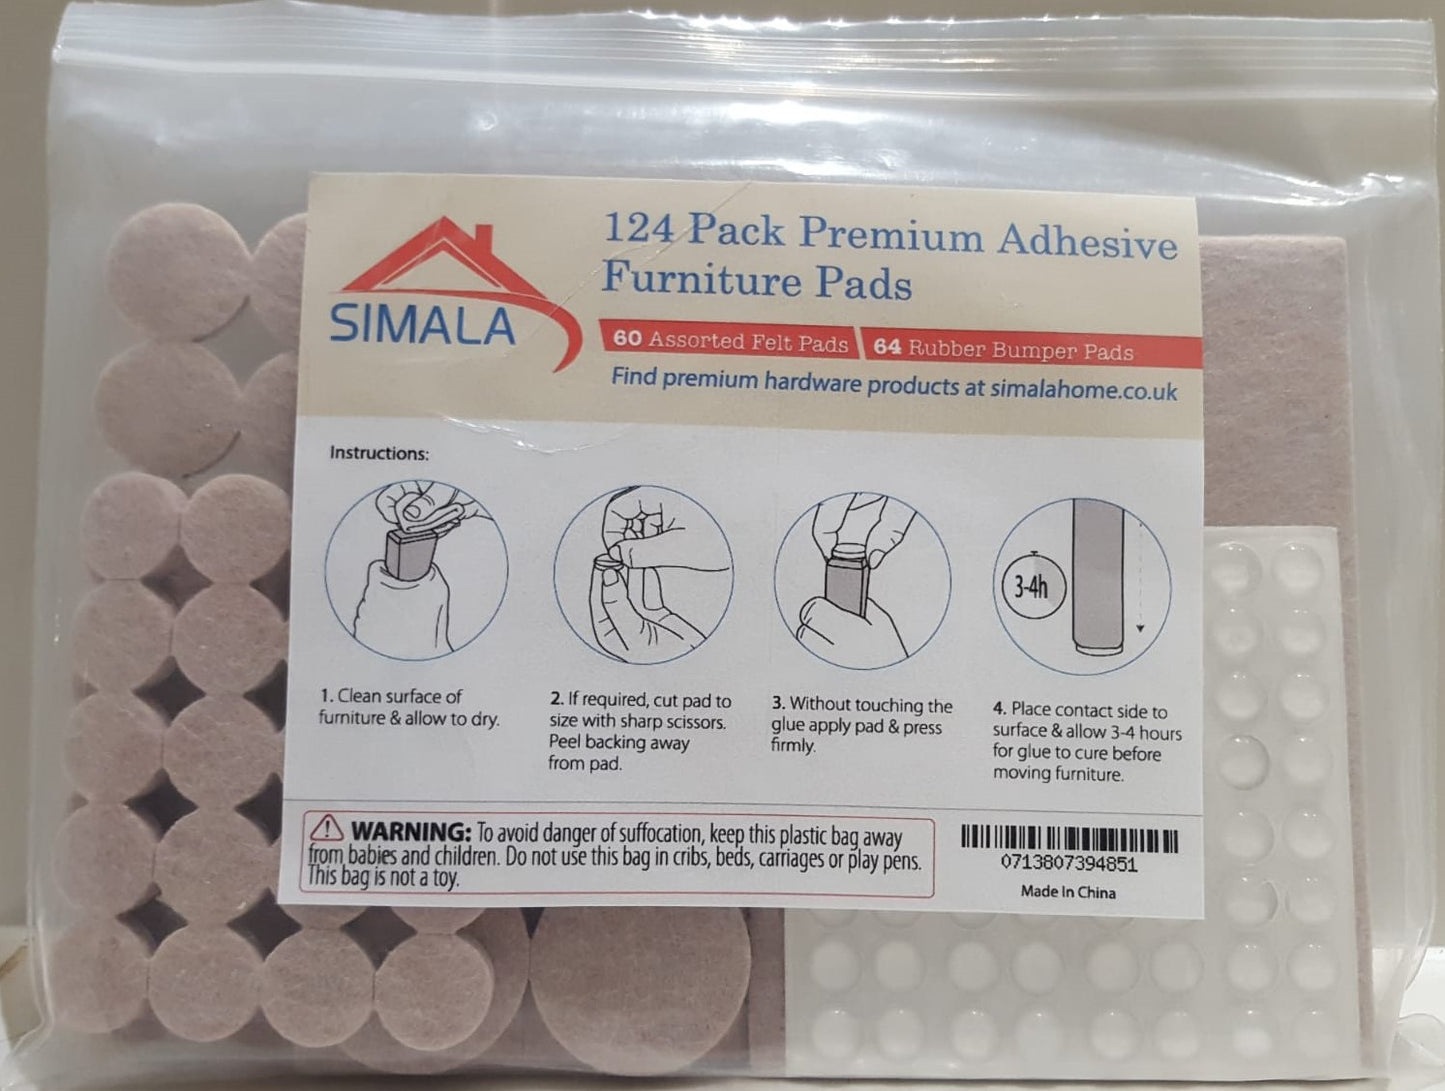 SIMALA
124 Pack Premium Adhesive
Furniture Pads
60 Assorted Felt Pads 64 Rubber Bumper Pads
Find premium hardware products at simalahome.co.uk
Instructions:
3-4h
1. Clean surface of
furniture & allow to dry.
2. If required, cut pad to
size with sharp scissors.
Peel backing away
from pad.
3. Without touching the
glue apply pad & press
firmly.
4. Place contact side to
surface & allow 3-4 hours
for glue to cure before
moving furniture.
WARNING: To avoid danger of suffocation, keep this plastic bag away
from babies and children. Do not use this bag in cribs, beds, carriages or play pens.
This bag is not a toy.
0713807394851
Made In China